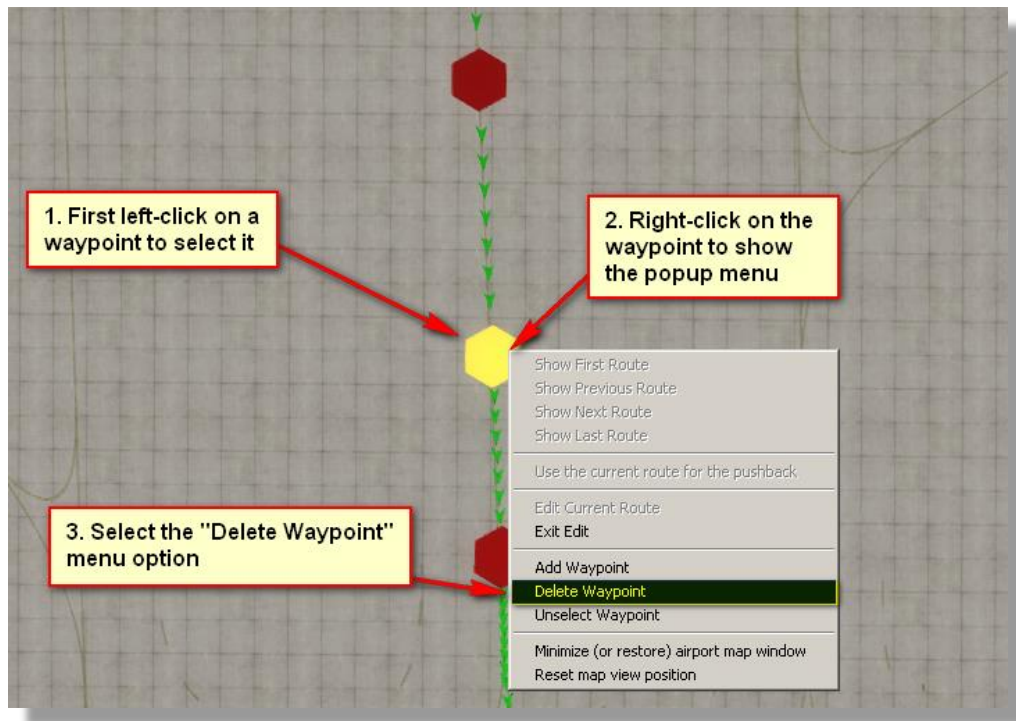 1. First left-click on a
waypoint to select it
2. Right-click on the
waypoint to show
the popup menu
Show First Route
Show Previous Route
Show Next Route
Show Last Route
Use the current route for the pushback
Edit Current Route
Exit Edit
3. Select the "Delete Waypoint"
menu option
Add Waypoint
Delete Waypoint
Unselect Waypoint
Minimize (or restore) airport map window
Reset map view position